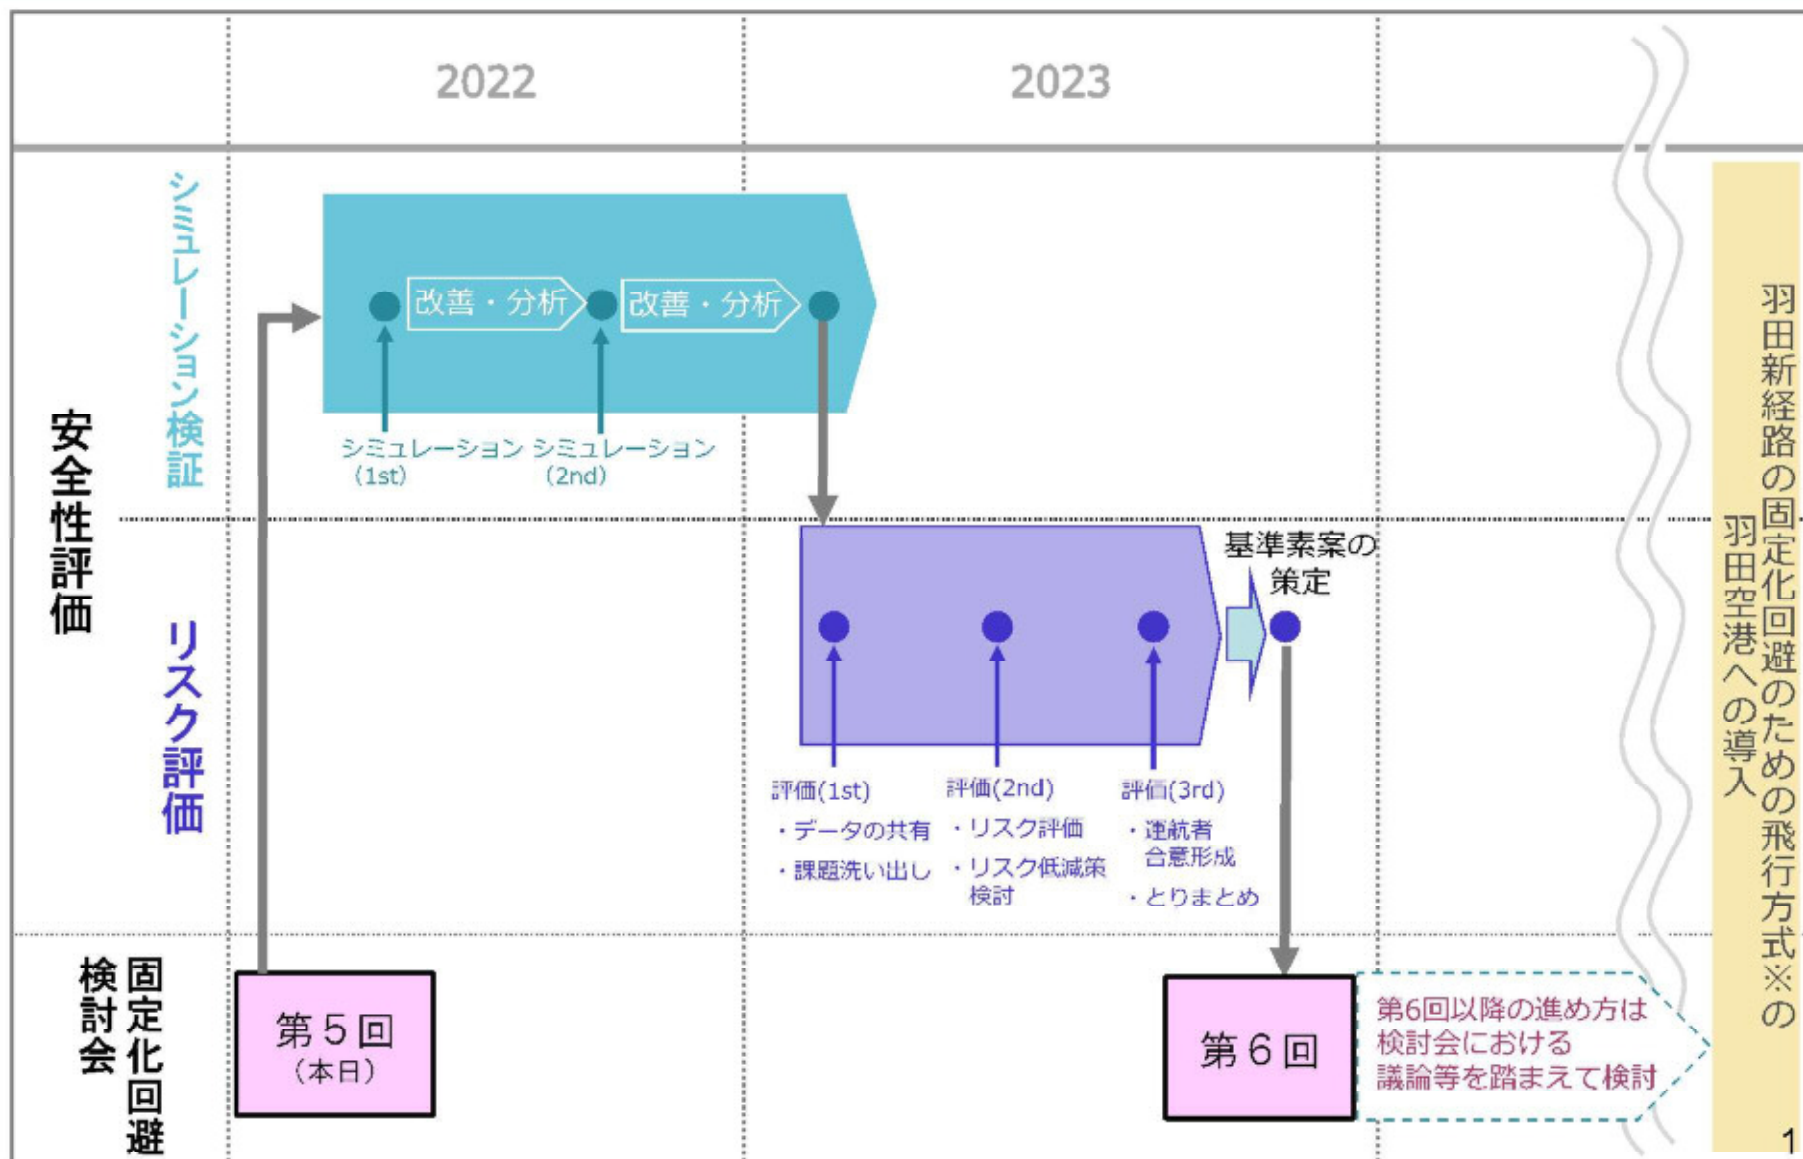 2022
2023
安全性評価
シミュレーション検証
改善・分析
改善・分析
シミュレーション
(1st)
シミュレーション
(2nd)
リスク評価
基準素案の
策定
評価(1st)
・データの共有
・課題洗い出し
評価(2nd)
・リスク評価
・リスク低減策
検討
評価(3rd)
・運航者
合意形成
・とりまとめ
固定化回避
検討会
第5回
(本日)
第6回
第6回以降の進め方は
検討会における
議論等を踏まえて検討
羽田新経路の固定化回避のための飛行方式※の
羽田空港への導入
1